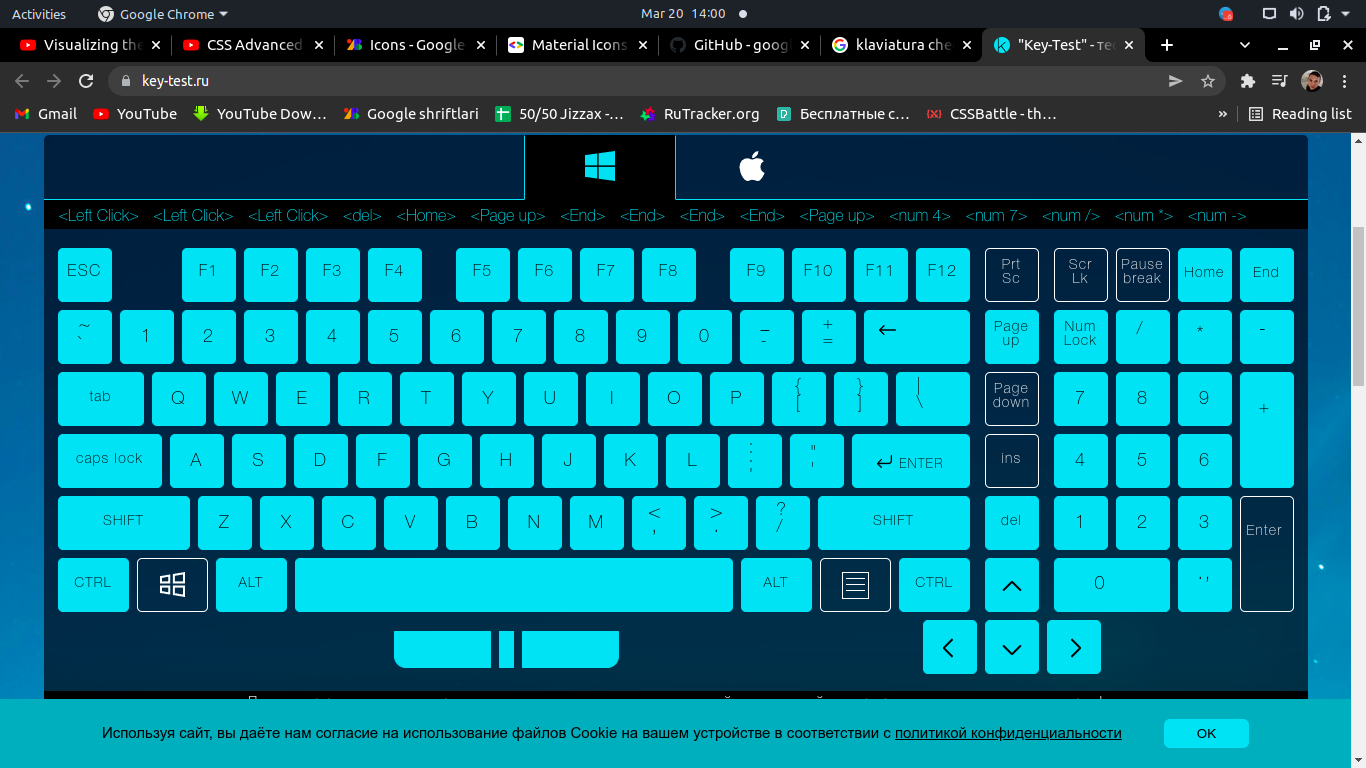 Activities Google Chrome Mar 20 14:00
Visualizing the CSS Advanced Icons - Google Material Icons GitHub - goog klaviatura che "Key-Test" - те
key-test.ru
Gmail YouTube YouTube Dow… Google shriftlari 50/50 Jizzax -… RuTracker.org Бесплатные с… CSSBattle - th… » Reading list
<Left Click> <Left Click> <Left Click> <del> <Home> <Page up> <End> <End> <End> <End> <Page up> <num 4> <num 7> <num /> <num *> <num ->
ESC F1 F2 F3 F4 F5 F6 F7 F8 F9 F10 F11 F12 Prt Sc Scr Lk Pause break Home End
~ ` 1 2 3 4 5 6 7 8 9 0 _ - + = ← Page up Num Lock / * -
tab Q W E R T Y U I O P { [ } ] | \ Page down 7 8 9 +
caps lock A S D F G H J K L : ; " ' ENTER ins 4 5 6
SHIFT Z X C V B N M < , > . ? / SHIFT del 1 2 3 Enter
CTRL ALT ALT CTRL 0 . ,
Используя сайт, вы даёте нам согласие на использование файлов Cookie на вашем устройстве в соответствии с политикой конфиденциальности OK